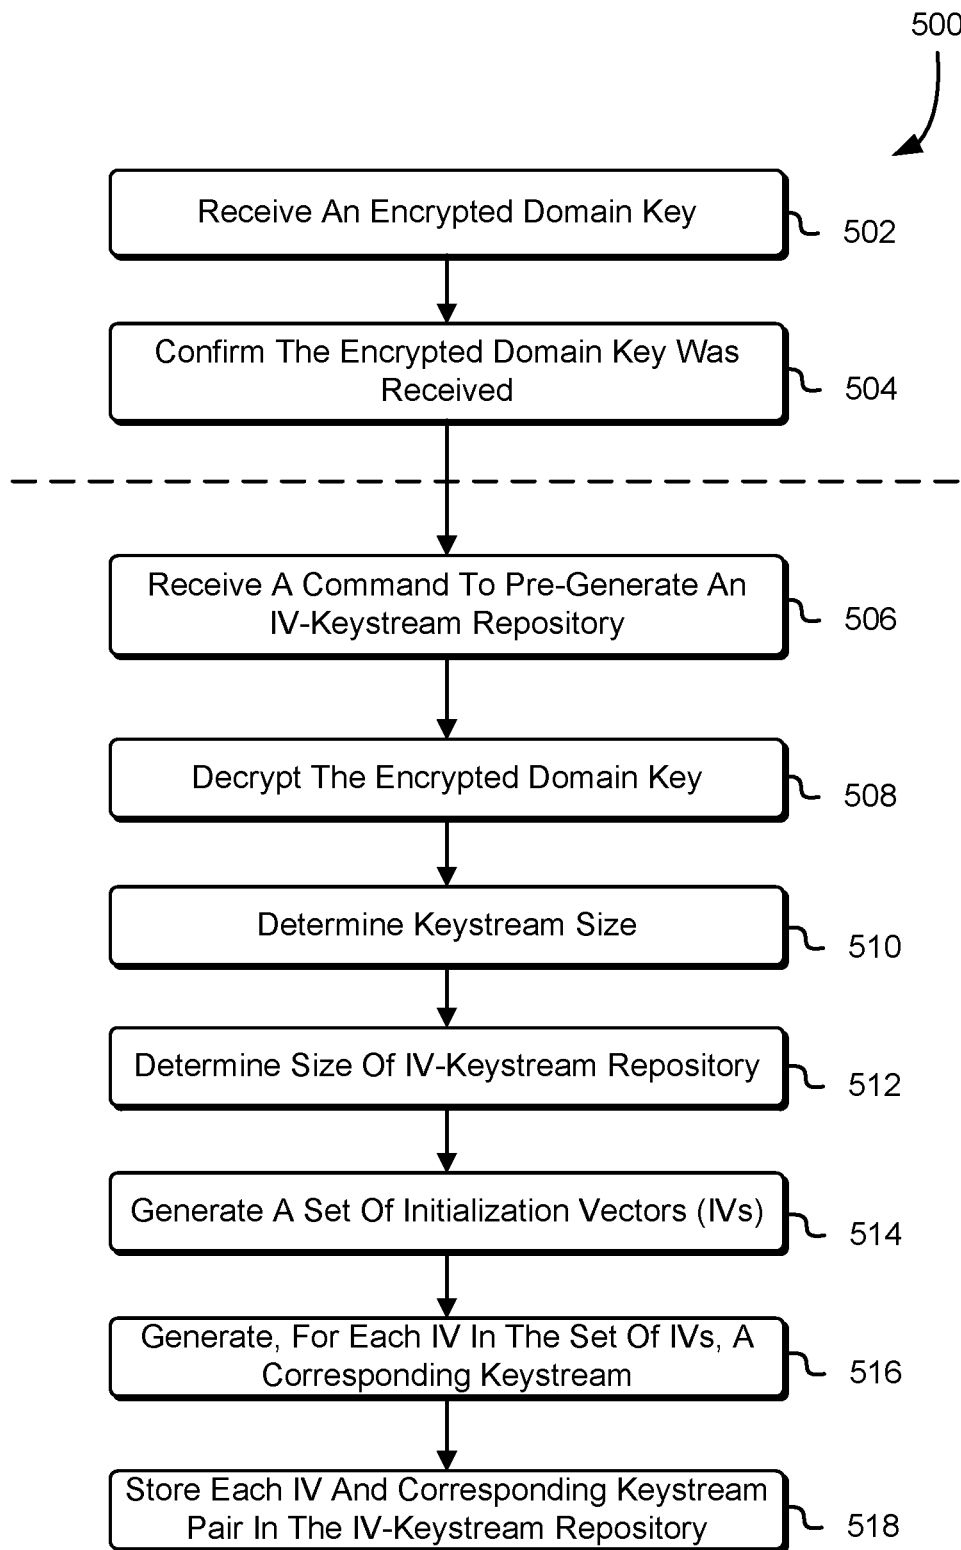 500
Receive An Encrypted Domain Key
502
Confirm The Encrypted Domain Key Was
Received
504
Receive A Command To Pre-Generate An
IV-Keystream Repository
506
Decrypt The Encrypted Domain Key
508
Determine Keystream Size
510
Determine Size Of IV-Keystream Repository
512
Generate A Set Of Initialization Vectors (IVs)
514
Generate, For Each IV In The Set Of IVs, A
Corresponding Keystream
516
Store Each IV And Corresponding Keystream
Pair In The IV-Keystream Repository
518